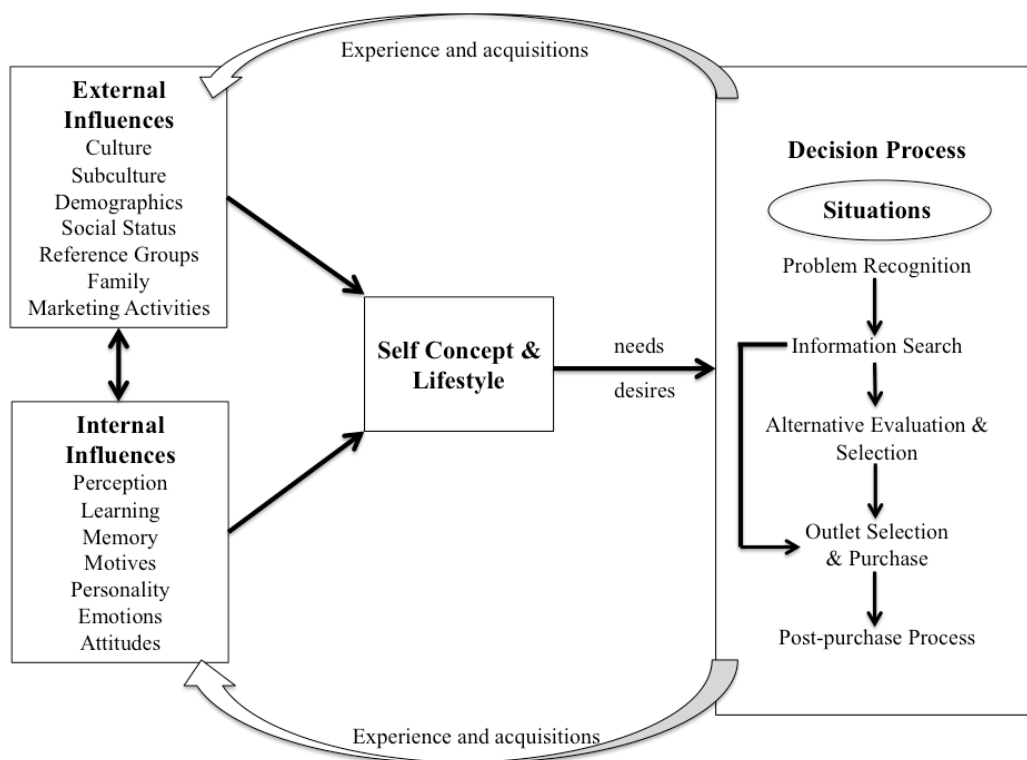 Experience and acquisitions
External
Influences
Culture
Subculture
Demographics
Social Status
Reference Groups
Family
Marketing Activities
Internal
Influences
Perception
Learning
Memory
Motives
Personality
Emotions
Attitudes
Self Concept &
Lifestyle
needs
desires
Decision Process
Situations
Problem Recognition
Information Search
Alternative Evaluation &
Selection
Outlet Selection
& Purchase
Post-purchase Process
Experience and acquisitions